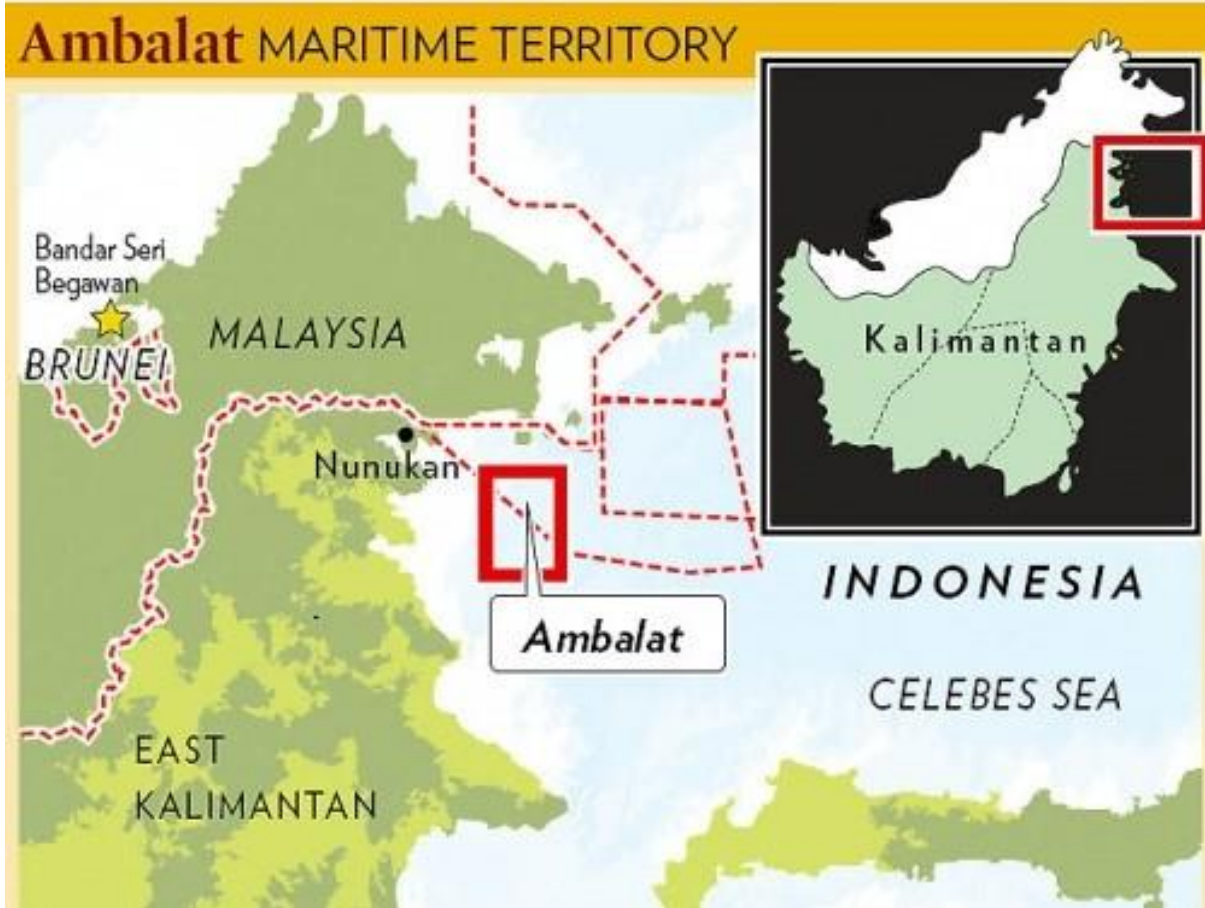 Ambalat MARITIME TERRITORY
Bandar Seri
Begawan
BRUNEI
MALAYSIA
Kalimantan
Nunukan
Ambalat
INDONESIA
CELEBES SEA
EAST
KALIMANTAN